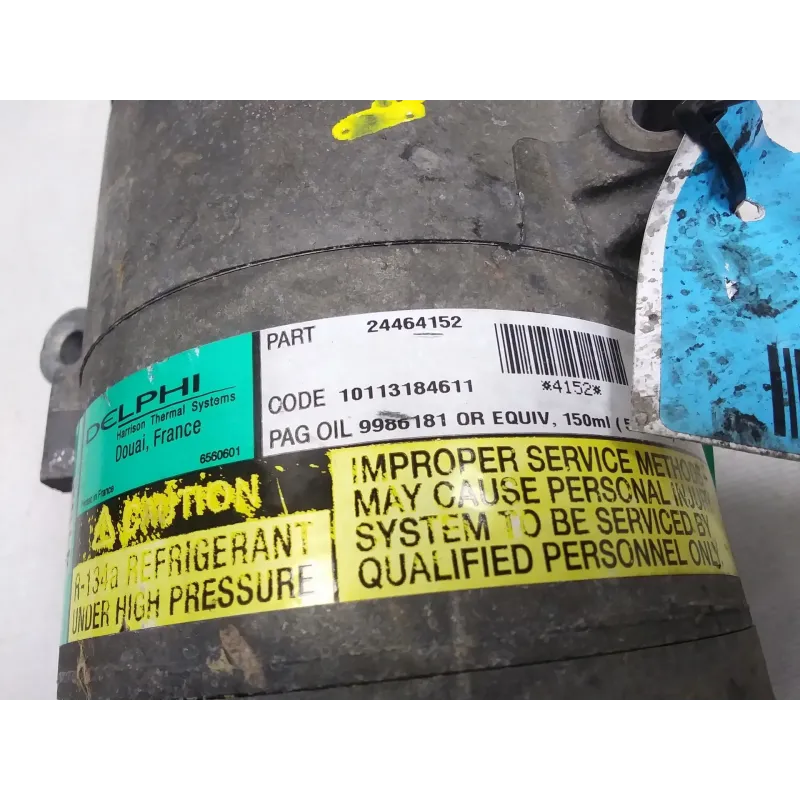 PART 24464152
*4152*
CODE 10113184611
PAG OIL 9986181 OR EQUIV, 150ml (5
DELPHI
Harrison Thermal Systems
Douai, France
6560601
in France
CAUTION
R-134a REFRIGERANT
UNDER HIGH PRESSURE
IMPROPER SERVICE METHODS
MAY CAUSE PERSONAL INJURY
SYSTEM TO BE SERVICED BY
QUALIFIED PERSONNEL ONLY.